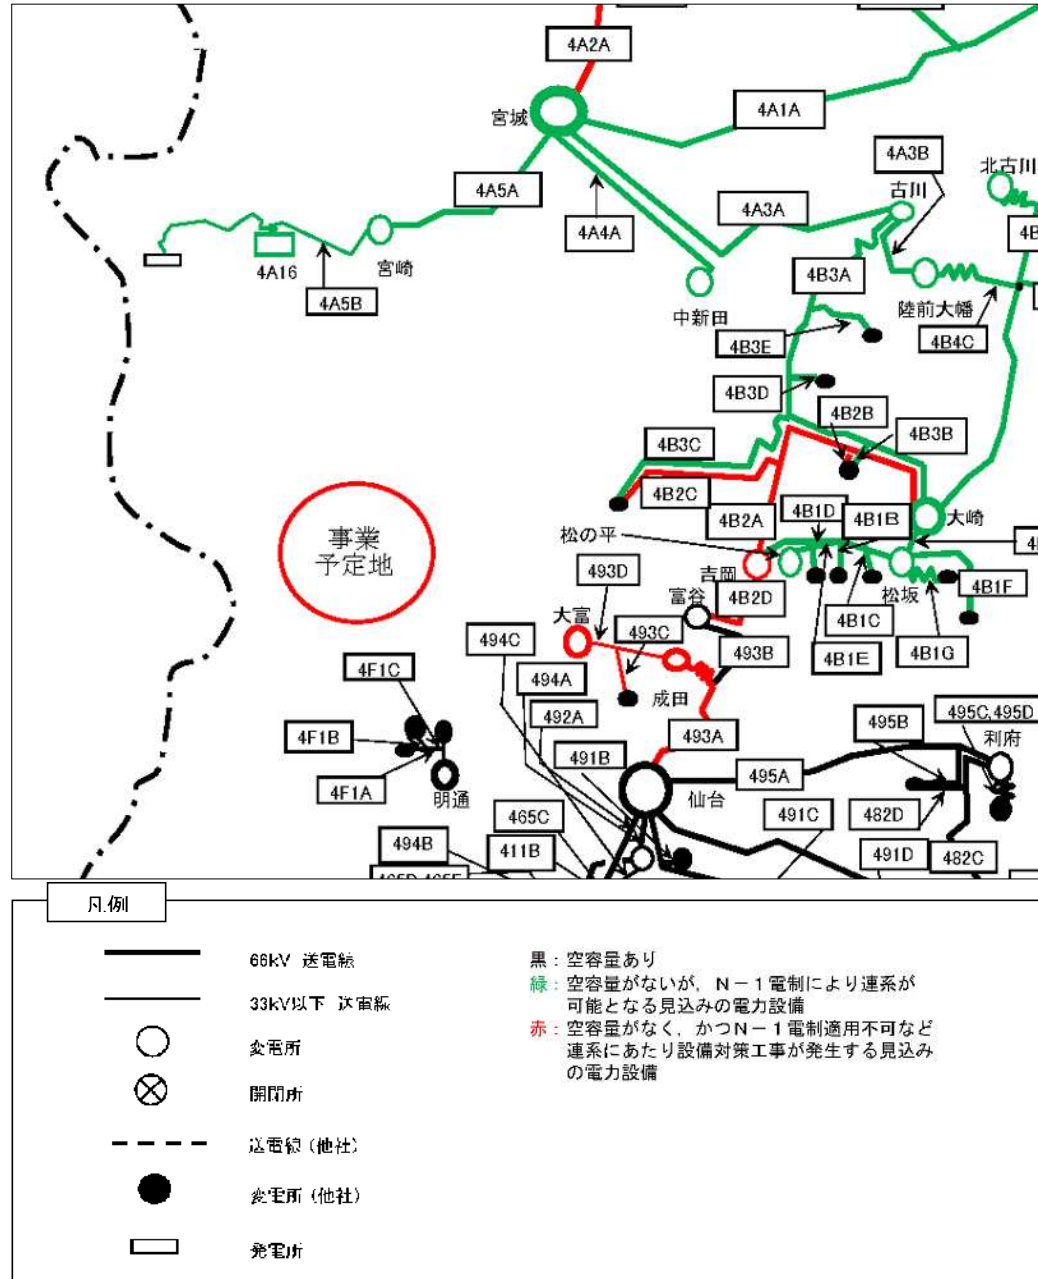 4A2A
宮城
4A1A
4A3B
北古川
4A5A
古川
4A4A
4A3A
4B
4A16
宮崎
4A5B
4B3A
中新田
陸前大幡
4B3E
4B4C
4B3D
4B2B
4B3C
4B3B
4B2C
4B2A
4B1D
4B1B
大崎
事業
予定地
松の平
493D
吉岡
4B2D
富谷
松坂
4B1F
4B1C
大富
494C
493C
493B
4B1E
4B1G
4F1C
494A
成田
492A
4F1B
493A
495B
495C,495D
利府
491B
4F1A
明通
仙台
495A
465C
491C
482D
494B
411B
491D
482C
465D,465E
凡例
66kV 送電線
33kV以下 送電線
変電所
開閉所
送電線(他社)
変電所(他社)
発電所
黒:空容量あり
緑:空容量がないが、N-1電制により連系が
可能となる見込みの電力設備
赤:空容量がなく、かつN-1電制適用不可など
連系にあたり設備対策工事が発生する見込み
の電力設備